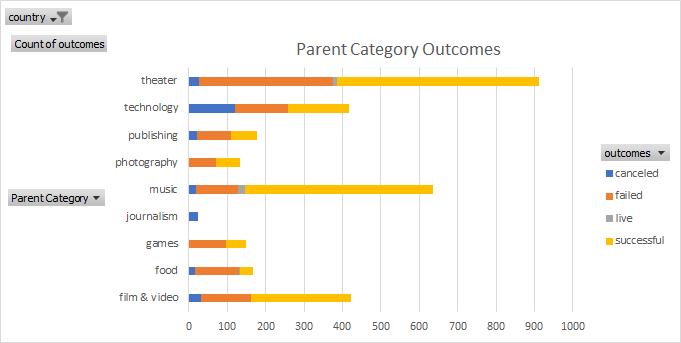 country
Count of outcomes
Parent Category Outcomes
theater
technology
publishing
photography
music
journalism
games
food
film & video
0 100 200 300 400 500 600 700 800 900 1000
Parent Category
outcomes
canceled
failed
live
successful